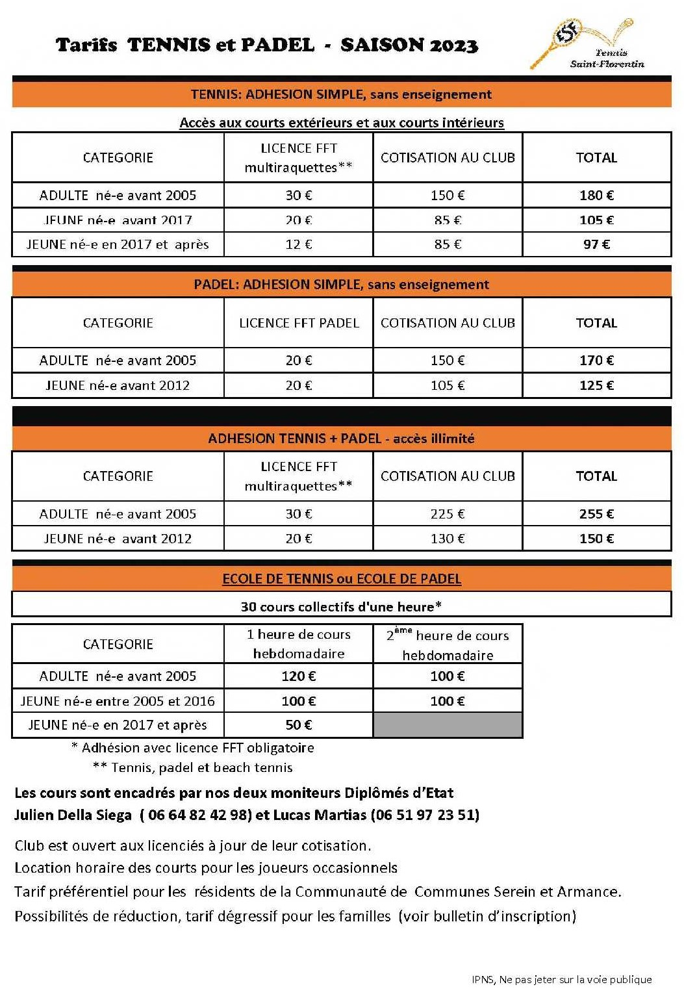 Tarifs TENNIS et PADEL - SAISON 2023
FSF
Tennis
Saint-Florentin
TENNIS: ADHESION SIMPLE, sans enseignement
Accès aux courts extérieurs et aux courts intérieurs
CATEGORIE LICENCE FFT multiraquettes** COTISATION AU CLUB TOTAL
ADULTE né-e avant 2005 30 € 150 € 180 €
JEUNE né-e avant 2017 20 € 85 € 105 €
JEUNE né-e en 2017 et après 12 € 85 € 97 €
PADEL: ADHESION SIMPLE, sans enseignement
CATEGORIE LICENCE FFT PADEL COTISATION AU CLUB TOTAL
ADULTE né-e avant 2005 20 € 150 € 170 €
JEUNE né-e avant 2012 20 € 105 € 125 €
ADHESION TENNIS + PADEL - accès illimité
CATEGORIE LICENCE FFT multiraquettes** COTISATION AU CLUB TOTAL
ADULTE né-e avant 2005 30 € 225 € 255 €
JEUNE né-e avant 2012 20 € 130 € 150 €
ECOLE DE TENNIS ou ECOLE DE PADEL
30 cours collectifs d'une heure*
CATEGORIE 1 heure de cours hebdomadaire 2ème heure de cours hebdomadaire
ADULTE né-e avant 2005 120 € 100 €
JEUNE né-e entre 2005 et 2016 100 € 100 €
JEUNE né-e en 2017 et après 50 €
* Adhésion avec licence FFT obligatoire
** Tennis, padel et beach tennis
Les cours sont encadrés par nos deux moniteurs Diplômés d’Etat
Julien Della Siega ( 06 64 82 42 98) et Lucas Martias (06 51 97 23 51)
Club est ouvert aux licenciés à jour de leur cotisation.
Location horaire des courts pour les joueurs occasionnels
Tarif préférentiel pour les résidents de la Communauté de Communes Serein et Armance.
Possibilités de réduction, tarif dégressif pour les familles (voir bulletin d’inscription)
IPNS, Ne pas jeter sur la voie publique